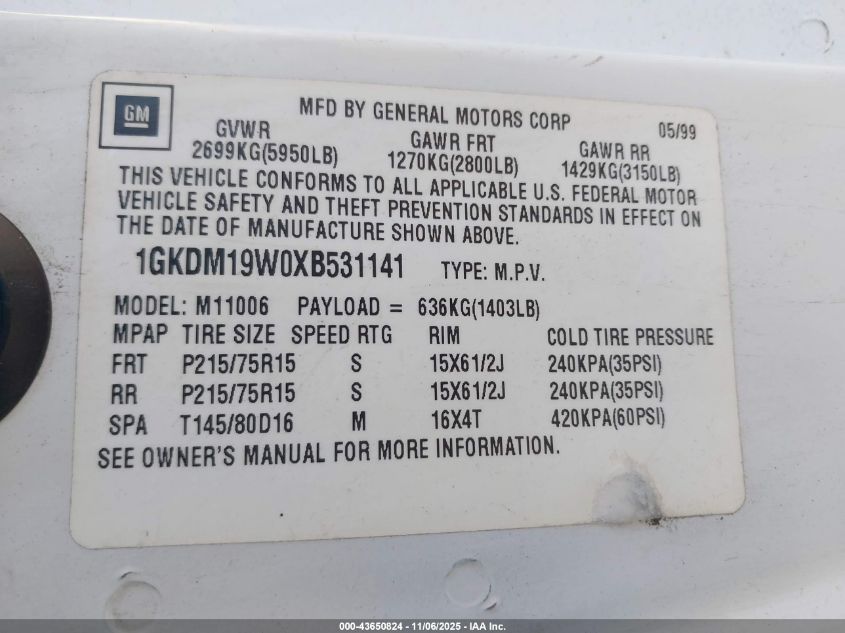 GM
MFD BY GENERAL MOTORS CORP 05/99
GVWR GAWR FRT GAWR RR
2699KG(5950LB) 1270KG(2800LB) 1429KG(3150LB)
THIS VEHICLE CONFORMS TO ALL APPLICABLE U.S. FEDERAL MOTOR
VEHICLE SAFETY AND THEFT PREVENTION STANDARDS IN EFFECT ON
THE DATE OF MANUFACTURE SHOWN ABOVE.
1GKDM19W0XB531141 TYPE: M.P.V.
MODEL: M11006 PAYLOAD = 636KG(1403LB)
MPAP TIRE SIZE SPEED RTG RIM COLD TIRE PRESSURE
FRT P215/75R15 S 15X61/2J 240KPA(35PSI)
RR P215/75R15 S 15X61/2J 240KPA(35PSI)
SPA T145/80D16 M 16X4T 420KPA(60PSI)
SEE OWNER'S MANUAL FOR MORE INFORMATION.
000-43650824 - 11/06/2025 - IAA Inc.